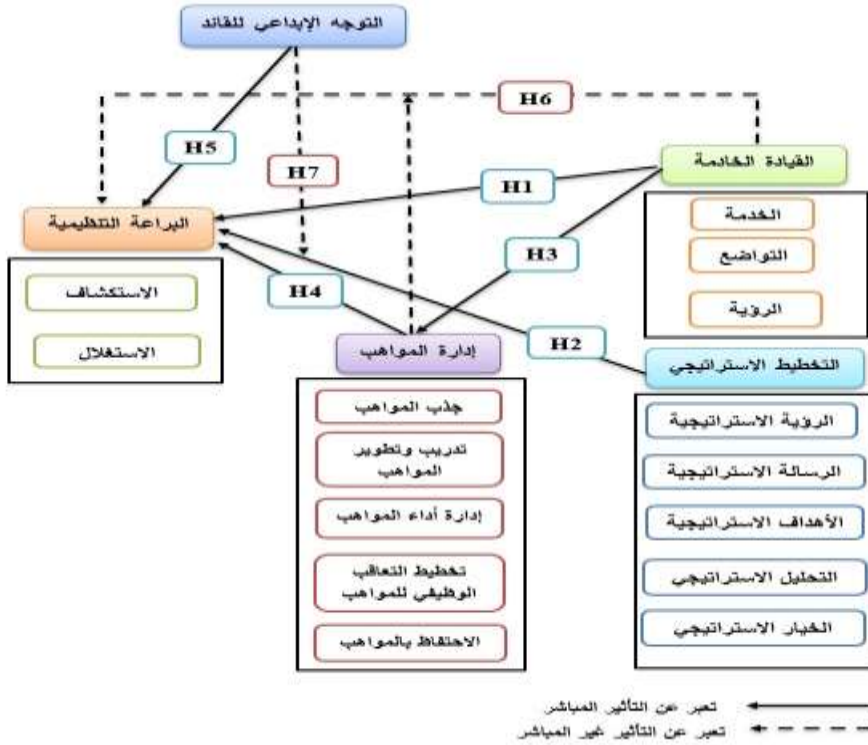 التوجه الإبداعي للقائد
H6
H5
القيادة الخادمة
H7
H1
الخدمة
البراعة التنظيمية
التواضع
H3
الاستكشاف
H4
الرؤية
الاستغلال
إدارة المواهب
H2
التخطيط الاستراتيجي
جذب المواهب
الرؤية الاستراتيجية
تدريب وتطوير
المواهب
الرسالة الاستراتيجية
إدارة أداء المواهب
الأهداف الاستراتيجية
تخطيط التعاقب
الوظيفي للمواهب
التحليل الاستراتيجي
الخيار الاستراتيجي
الاحتفاظ بالمواهب
تعبر عن التأثير المباشر
تعبر عن التأثير غير المباشر